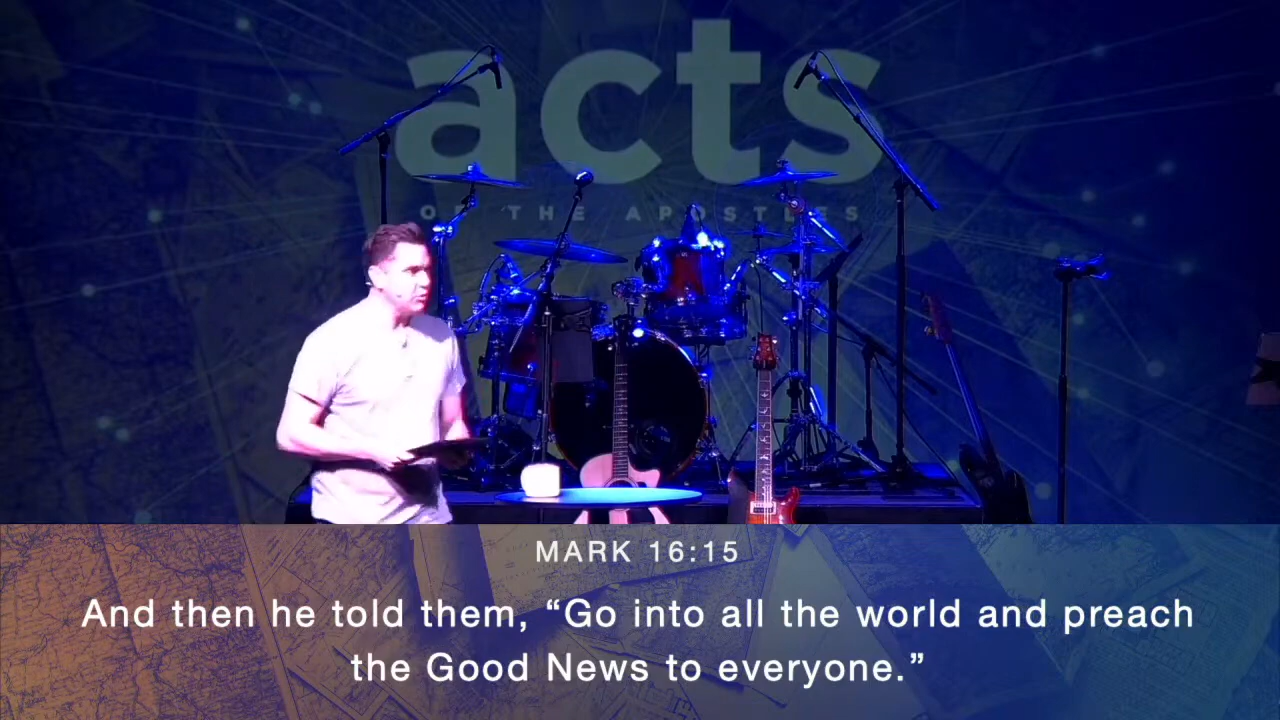 acts
OF THE APOSTLES
MARK 16:15
And then he told them, “Go into all the world and preach
the Good News to everyone.”